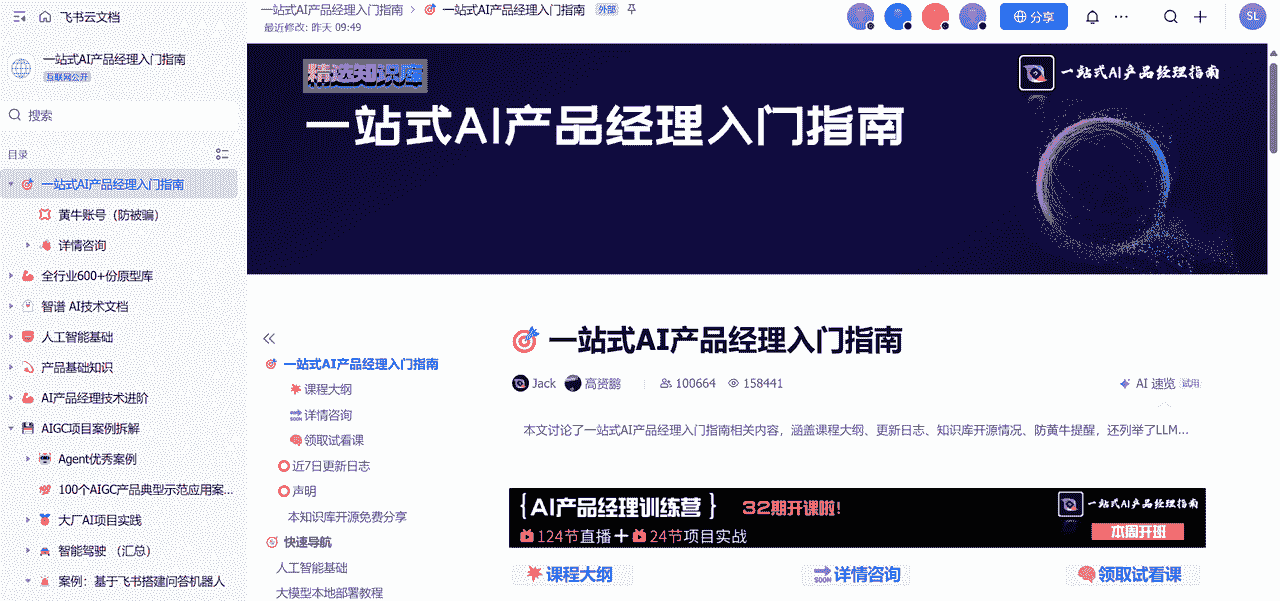 飞书云文档
一站式AI产品经理入门指南
互联网公开
搜索
目录
一站式AI产品经理入门指南
黄牛账号（防被骗）
详情咨询
全行业600+份原型库
智谱 AI技术文档
人工智能基础
产品基础知识
AI产品经理技术进阶
AIGC项目案例拆解
Agent优秀案例
100个AIGC产品典型示范应用案...
大厂AI项目实践
智能驾驶 （汇总）
案例：基于飞书搭建问答机器人
一站式AI产品经理入门指南 > 一站式AI产品经理入门指南 外部
最近修改: 昨天 09:49
分享
SL
精选知识库
一站式AI产品经理入门指南
一站式AI产品经理指南
一站式AI产品经理入门指南
课程大纲
详情咨询
领取试看课
近7日更新日志
声明
本知识库开源免费分享
快速导航
人工智能基础
大模型本地部署教程
一站式AI产品经理入门指南
Jack 高贤鹏 100664 158441
AI 速览 试用
本文讨论了一站式AI产品经理入门指南相关内容，涵盖课程大纲、更新日志、知识库开源情况、防黄牛提醒，还列举了LLM...
{AI产品经理训练营} 32期开课啦!
124节直播+24节项目实战
一站式AI产品经理指南
本周开班
课程大纲
SOON 详情咨询
领取试看课